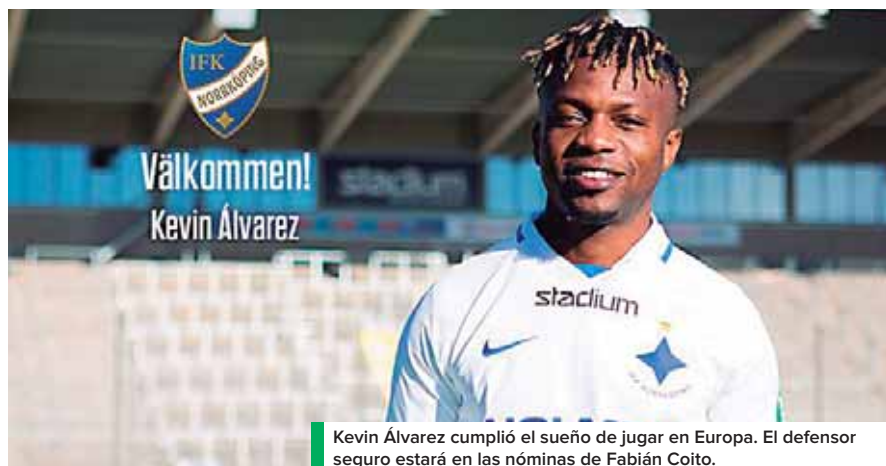 IFK
NORRKÖPING
Välkommen!
Kevin Álvarez
stadium
stadium
Kevin Álvarez cumplió el sueño de jugar en Europa. El defensor
seguro estará en las nóminas de Fabián Coito.